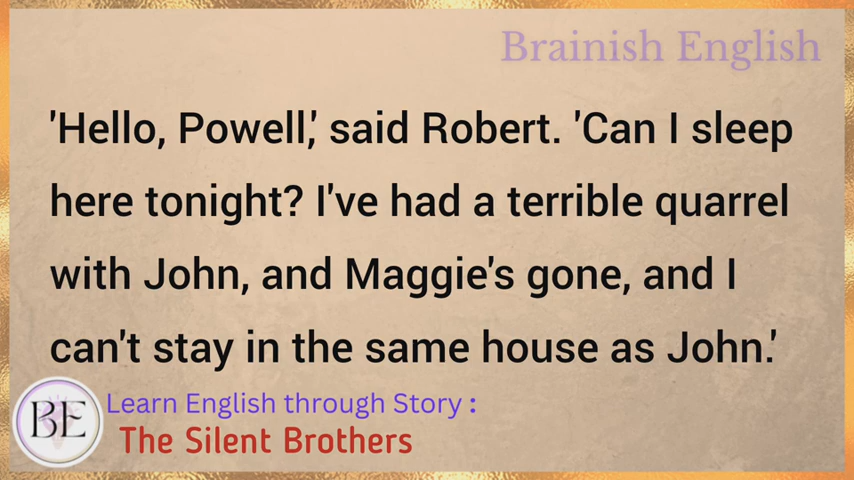 Brainish English
'Hello, Powell,' said Robert. 'Can I sleep
here tonight? I've had a terrible quarrel
with John, and Maggie's gone, and I
can't stay in the same house as John.'
BE
Learn English through Story :
The Silent Brothers